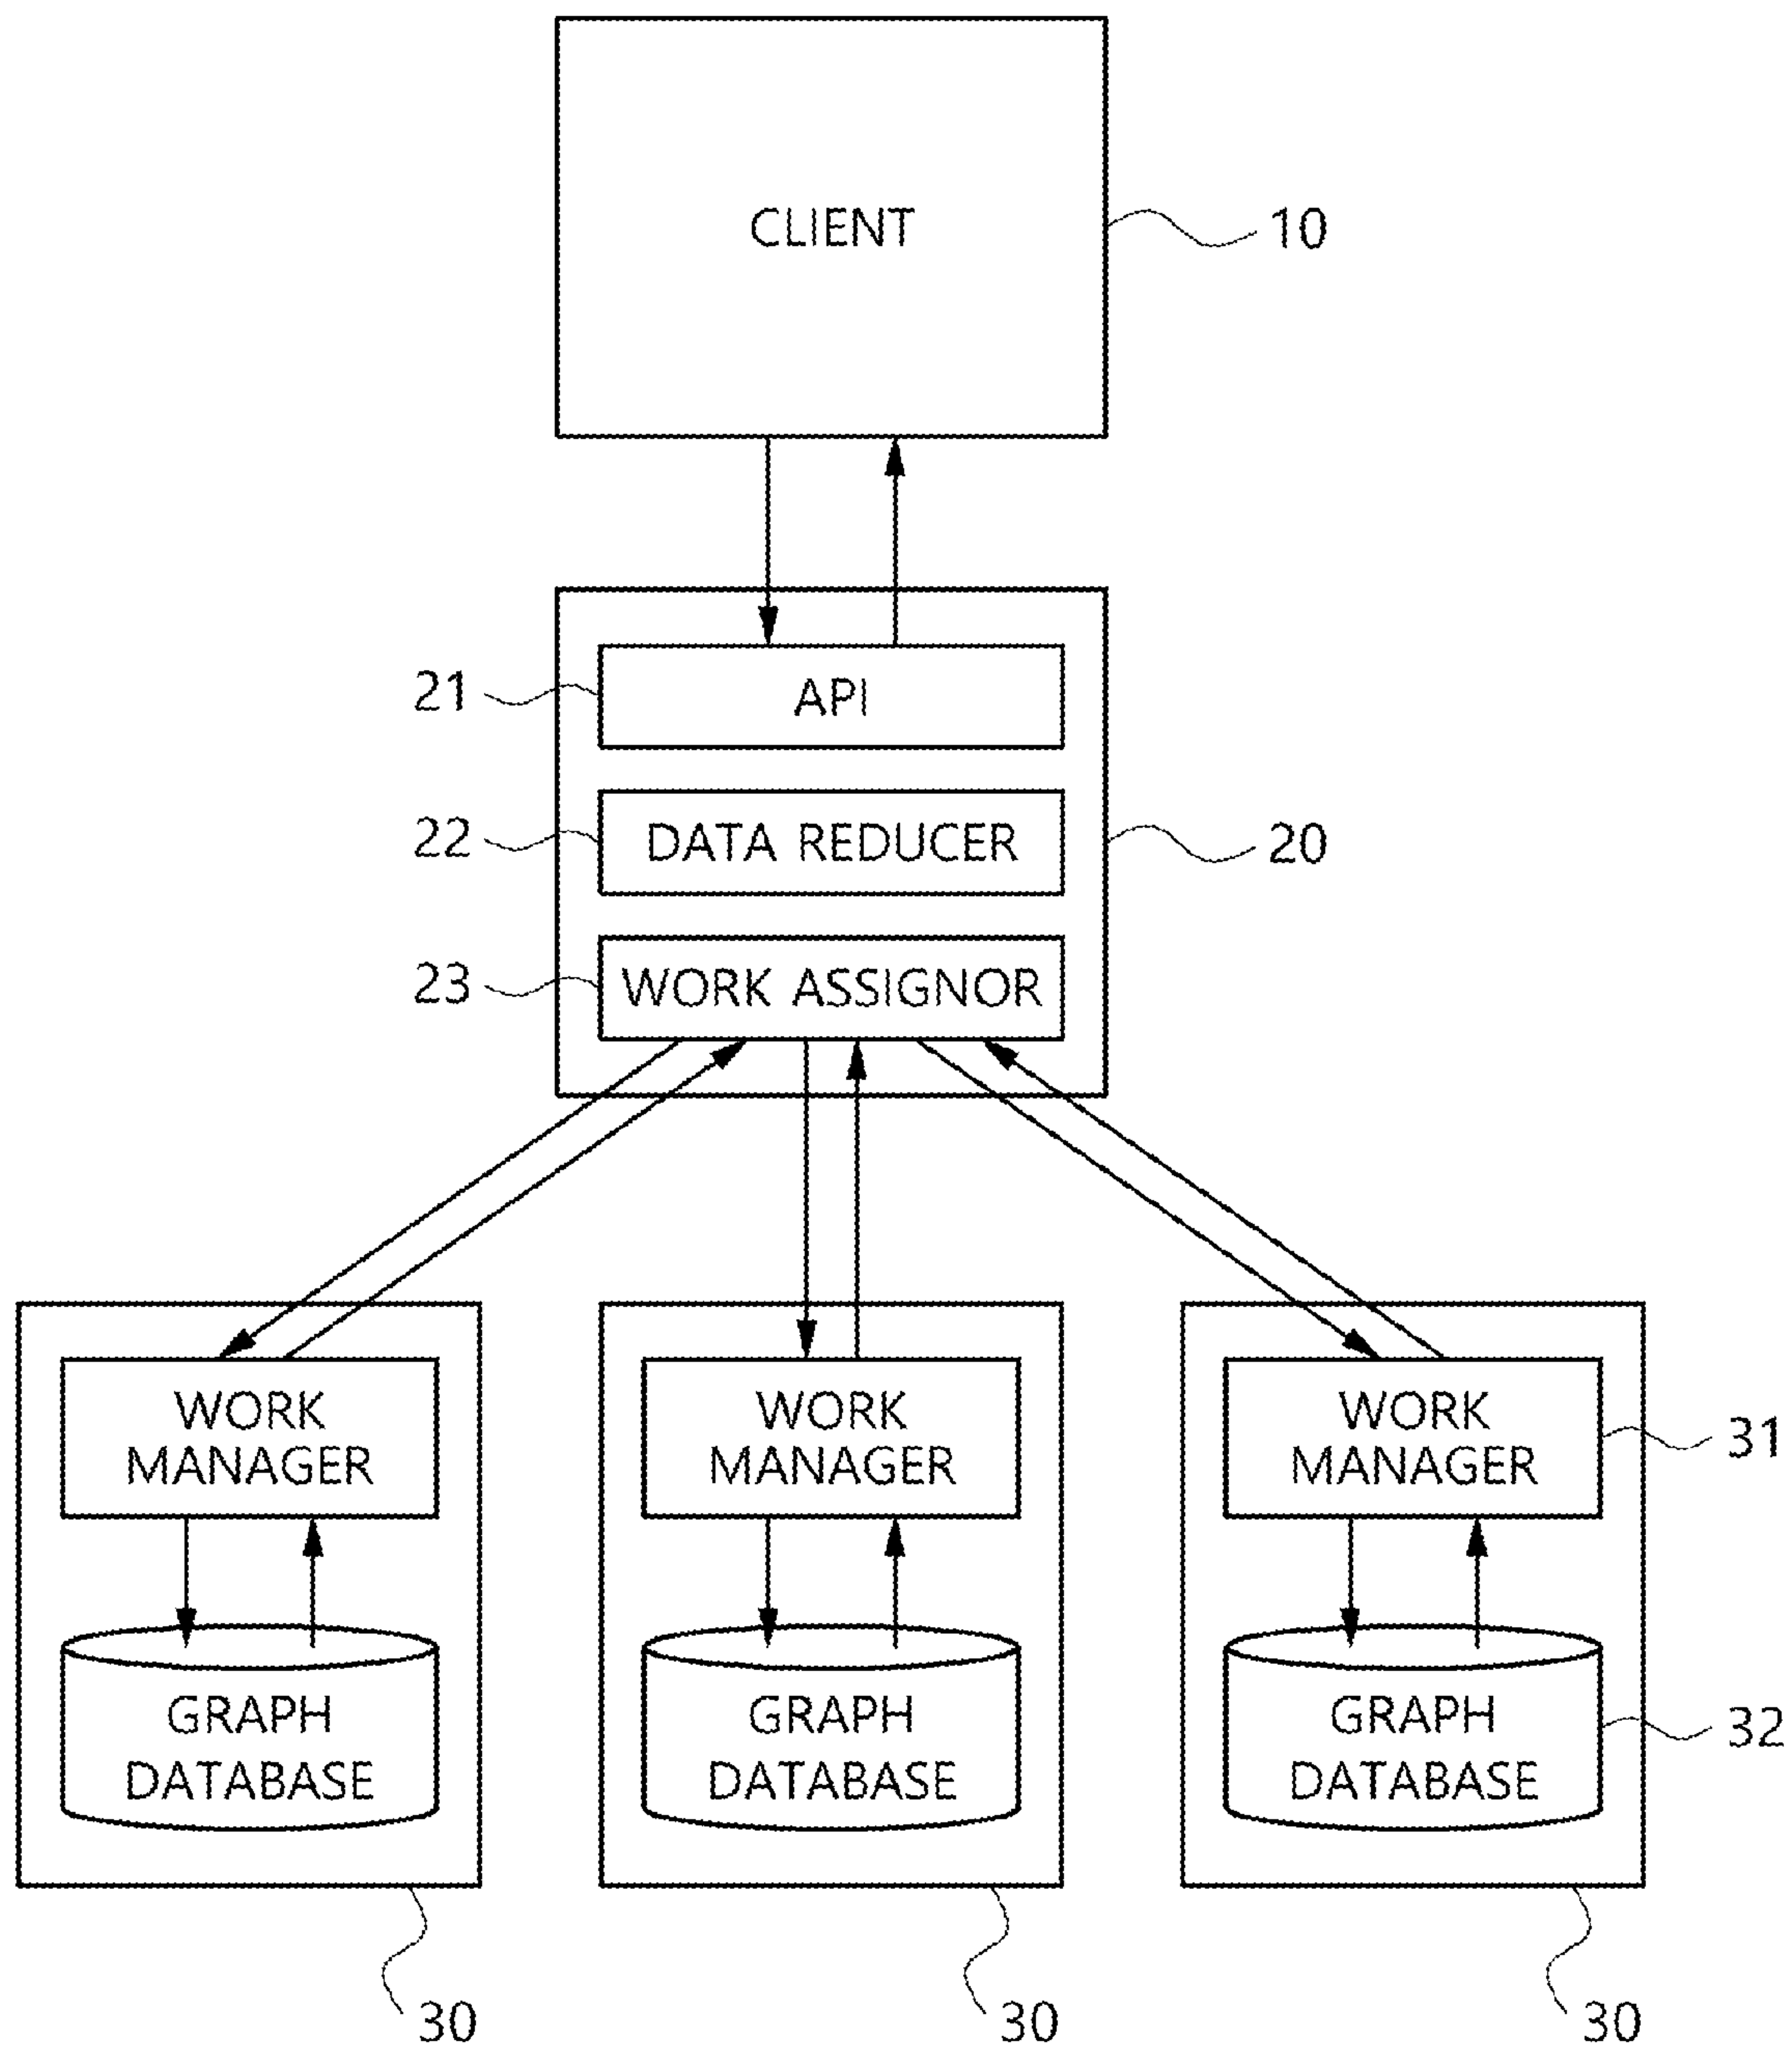 CLIENT
10
21
API
22
DATA REDUCER
20
23
WORK ASSIGNOR
WORK
MANAGER
WORK
MANAGER
WORK
MANAGER
31
GRAPH
DATABASE
GRAPH
DATABASE
GRAPH
DATABASE
32
30
30
30